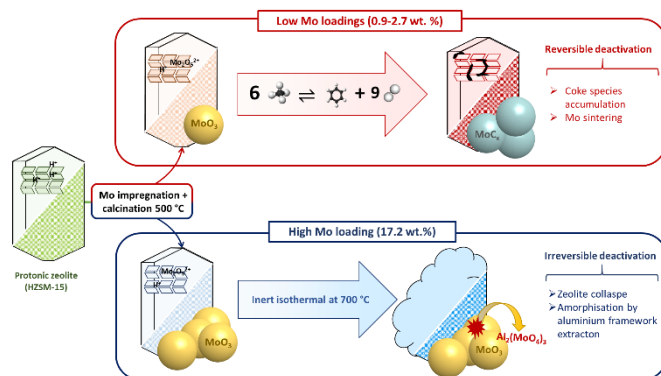 Low Mo loadings (0.9-2.7 wt. %)
Mo₂O₅²⁺
H⁺
MoO₃
6 ⇌ + 9
MoCₓ
Reversible deactivation
➢ Coke species
accumulation
➢ Mo sintering
H⁺
H⁺
H⁺
H⁺
Protonic zeolite
(HZSM-15)
Mo impregnation +
calcination 500 °C
High Mo loading (17.2 wt.%)
Mo₂O₅²⁺
H⁺
MoO₃
Inert isothermal at 700 °C
MoO₃
Al₂(MoO₄)₃
Irreversible deactivation
➢Zeolite collaspe
➢Amorphisation by
aluminium framework
extracton